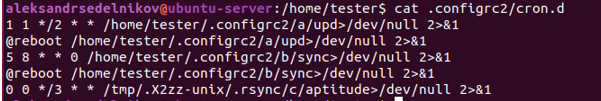 aleksandrsedelnikov@ubuntu-server:/home/tester$ cat .configrc2/cron.d
1 1 */2 * * /home/tester/.configrc2/a/upd>/dev/null 2>&1
@reboot /home/tester/.configrc2/a/upd>/dev/null 2>&1
5 8 * * 0 /home/tester/.configrc2/b/sync>/dev/null 2>&1
@reboot /home/tester/.configrc2/b/sync>/dev/null 2>&1
0 0 */3 * * /tmp/.X2zz-unix/.rsync/c/aptitude>/dev/null 2>&1